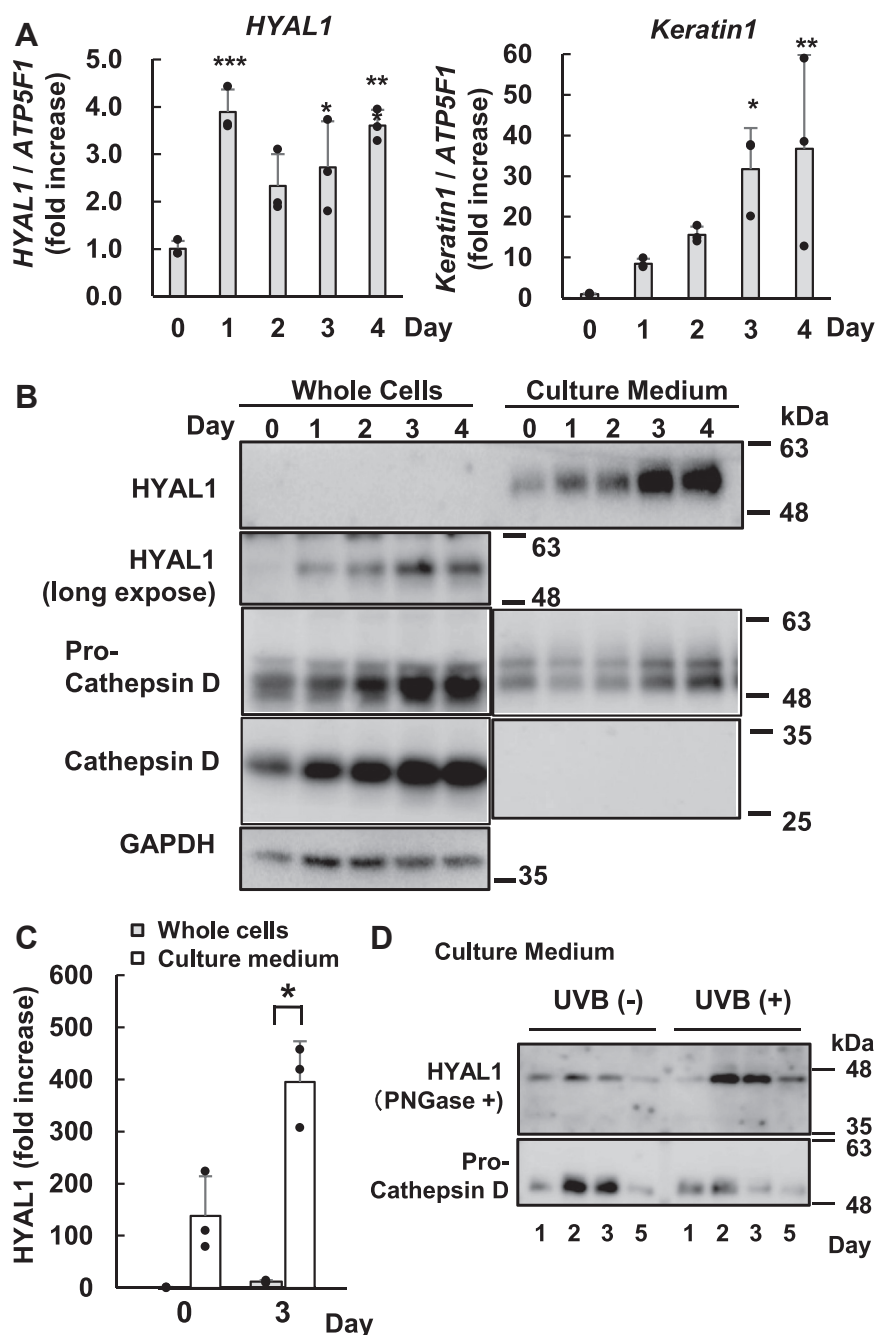 A
HYAL1
HYAL1 / ATP5F1
(fold increase)
5.0
4.0
3.0
2.0
1.0
0.0
***
*
**
*
0 1 2 3 4 Day
Keratin1
Keratin1 / ATP5F1
(fold increase)
60
50
40
30
20
10
0
*
**
0 1 2 3 4 Day
B
Whole Cells Culture Medium
Day 0 1 2 3 4 0 1 2 3 4 kDa
63
HYAL1
48
HYAL1
(long expose)
63
48
Pro-
Cathepsin D
63
48
Cathepsin D
35
25
GAPDH
35
C
Whole cells
Culture medium
HYAL1 (fold increase)
600
500
400
300
200
100
0
*
0 3 Day
D
Culture Medium
UVB (-) UVB (+)
kDa
HYAL1
(PNGase +)
48
35
Pro-
Cathepsin D
63
48
1 2 3 5 1 2 3 5 Day